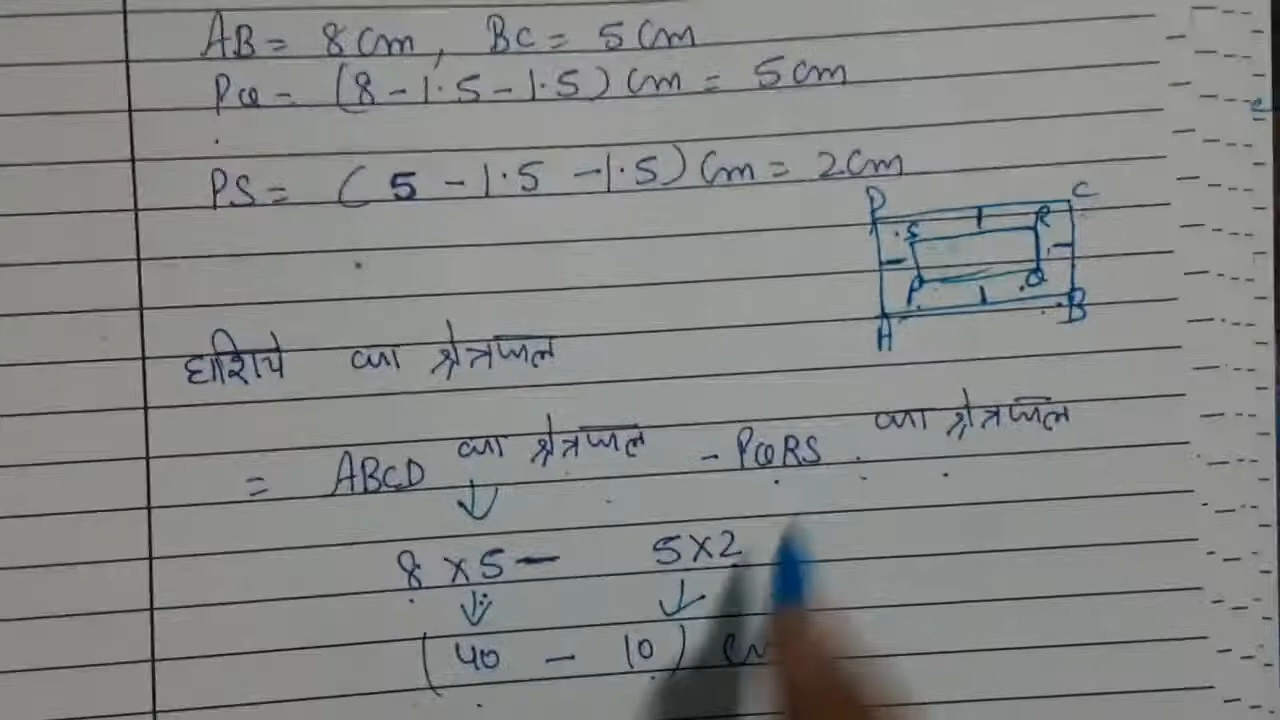 AB = 8 cm, BC = 5 cm
PQ = (8 - 1.5 - 1.5) cm = 5 cm
PS = (5 - 1.5 - 1.5) cm = 2 cm
D C
S R
P Q
A B
हाशिये का क्षेत्रफल
= ABCD का क्षेत्रफल - PQRS का क्षेत्रफल
8 × 5 - 5 × 2
(40 - 10)